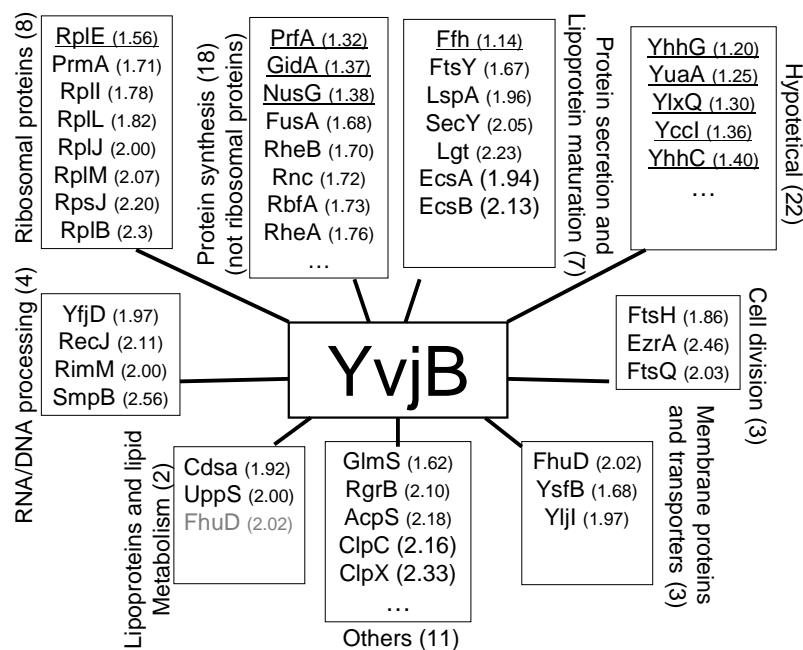 Ribosomal proteins (8)
RplE (1.56)
PrmA (1.71)
RplI (1.78)
RplL (1.82)
RplJ (2.00)
RplM (2.07)
RpsJ (2.20)
RplB (2.3)
Protein synthesis (18)
(not ribosomal proteins)
PrfA (1.32)
GidA (1.37)
NusG (1.38)
FusA (1.68)
RheB (1.70)
Rnc (1.72)
RbfA (1.73)
RheA (1.76)
...
Ffh (1.14)
FtsY (1.67)
LspA (1.96)
SecY (2.05)
Lgt (2.23)
EcsA (1.94)
EcsB (2.13)
Protein secretion and
Lipoprotein maturation (7)
YhhG (1.20)
YuaA (1.25)
YlxQ (1.30)
YccI (1.36)
YhhC (1.40)
...
Hypotetical (22)
RNA/DNA processing (4)
YfjD (1.97)
RecJ (2.11)
RimM (2.00)
SmpB (2.56)
YvjB
FtsH (1.86)
EzrA (2.46)
FtsQ (2.03)
Cell division (3)
Lipoproteins and lipid
Metabolism (2)
Cdsa (1.92)
UppS (2.00)
FhuD (2.02)
GlmS (1.62)
RgrB (2.10)
AcpS (2.18)
ClpC (2.16)
ClpX (2.33)
...
Others (11)
FhuD (2.02)
YsfB (1.68)
YljI (1.97)
Membrane proteins
and transporters (3)